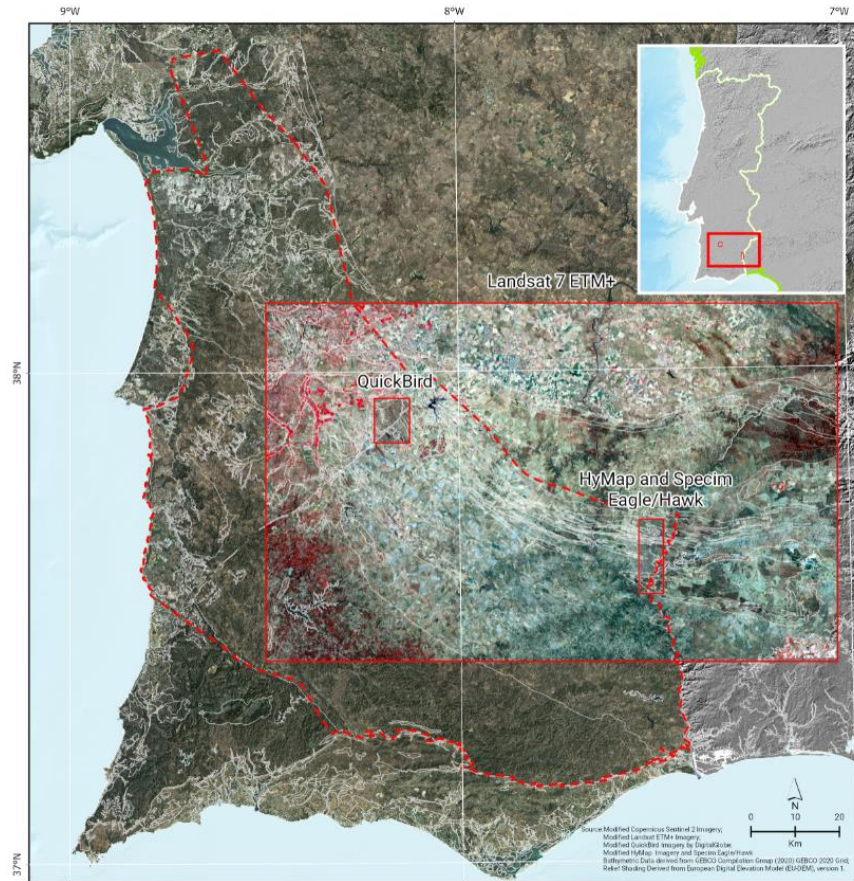 9°W
8°W
7°W
Landsat 7 ETM+
38°N
QuickBird
HyMap and Specim
Eagle/Hawk
N
0 10 20
Km
Source:Modified Copernicus Sentinel 2 Imagery;
Modified Landsat ETM+ Imagery;
Modified QuickBird Imagery by DigitalGlobe;
Modified HyMap Imagery and Specim Eagle/Hawk
Bathymetric Data derived from GEBCO Compilation Group (2020) GEBCO 2020 Grid;
Relief Shading Derived from European Digital Elevation Model (EU-DEM), version 1.
37°N